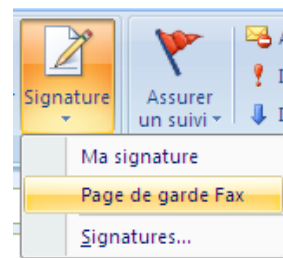 Signature
Assurer
un suivi
Ma signature
Page de garde Fax
Signatures...